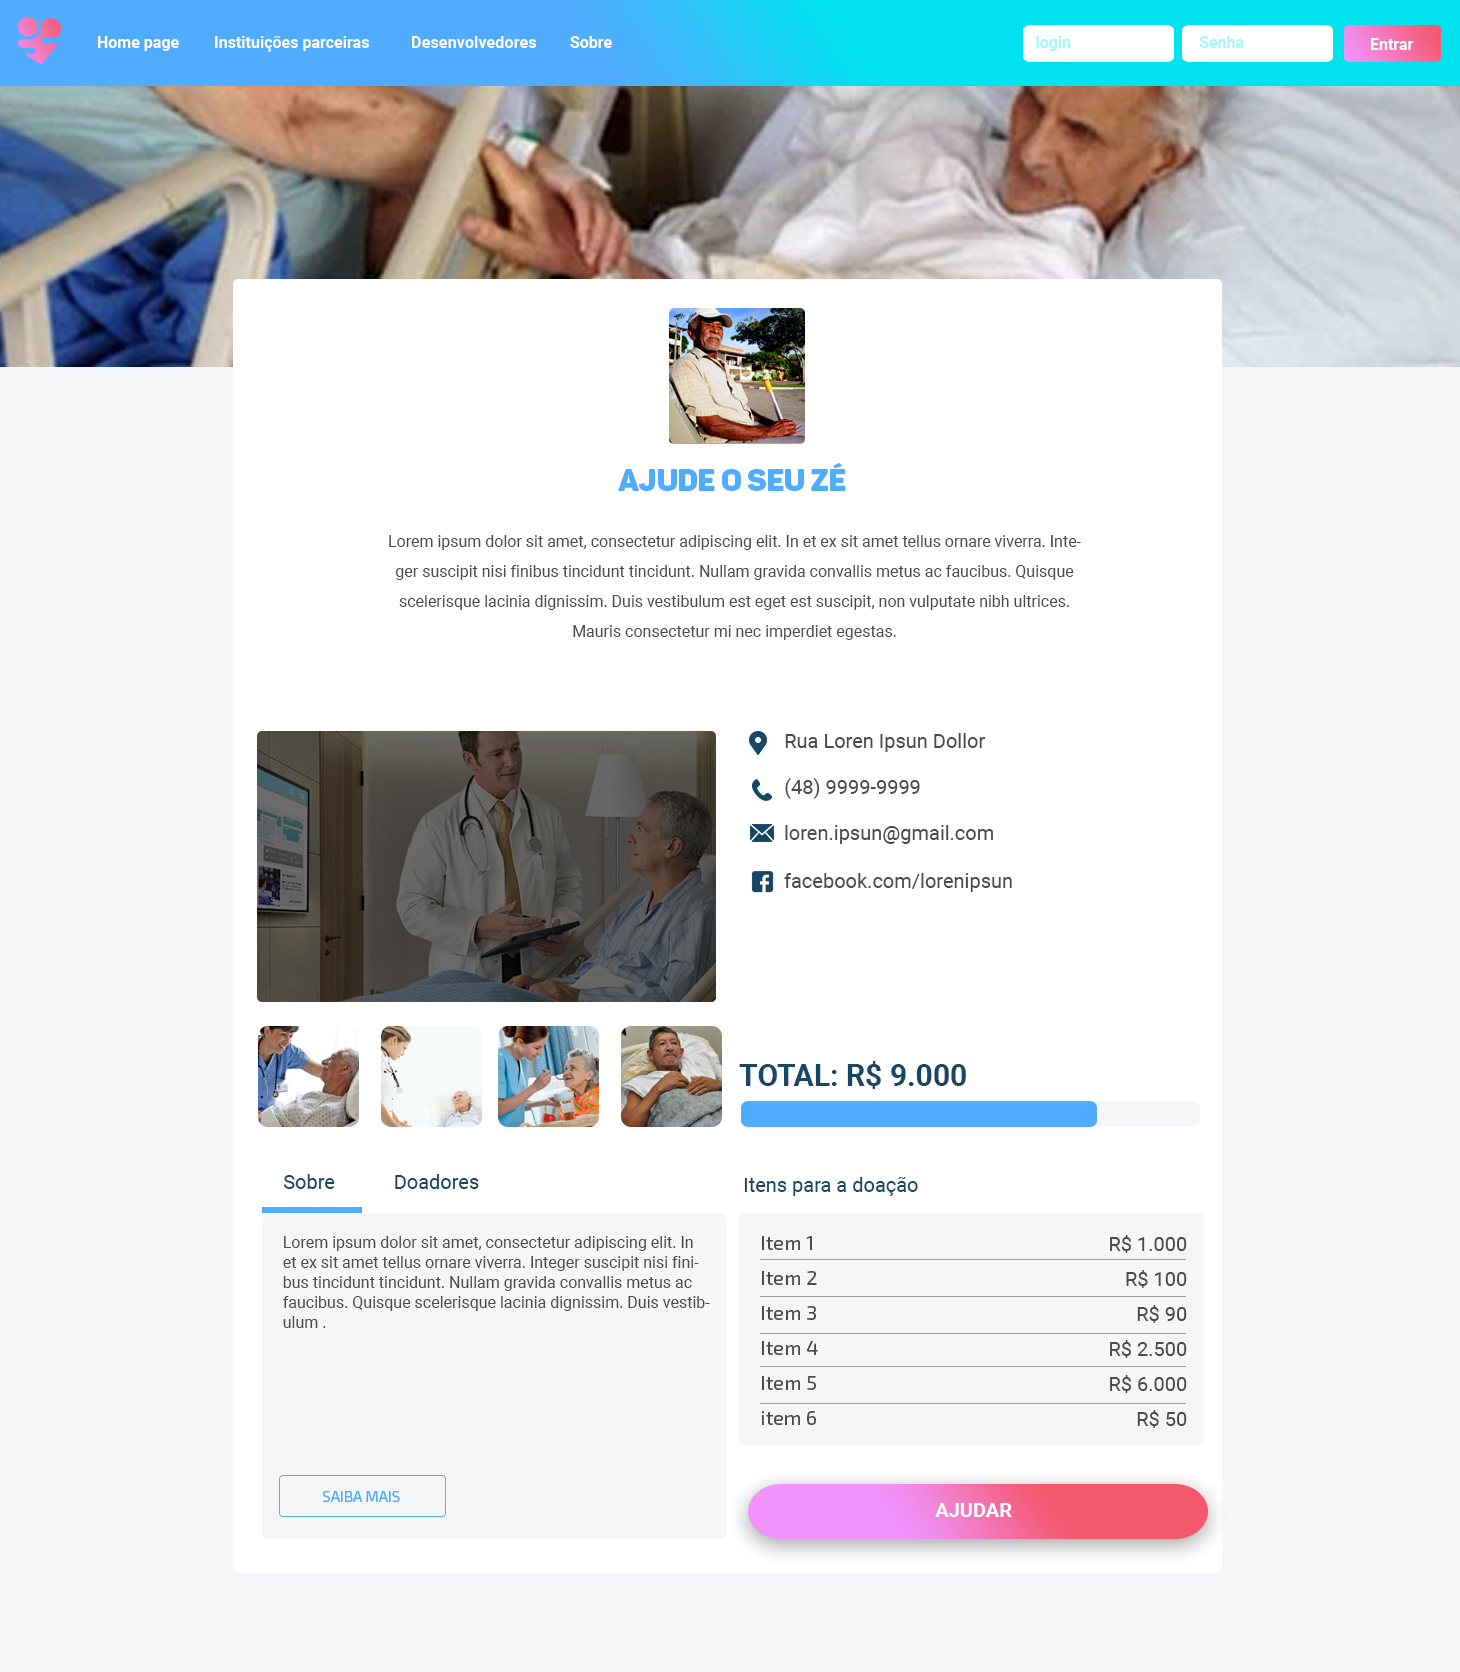 Home page
Instituições parceiras
Desenvolvedores
Sobre
login
Senha
Entrar
AJUDE O SEU ZÉ
Lorem ipsum dolor sit amet, consectetur adipiscing elit. In et ex sit amet tellus ornare viverra. Inte-
ger suscipit nisi finibus tincidunt tincidunt. Nullam gravida convallis metus ac faucibus. Quisque
scelerisque lacinia dignissim. Duis vestibulum est eget est suscipit, non vulputate nibh ultrices.
Mauris consectetur mi nec imperdiet egestas.
Rua Loren Ipsun Dollor
(48) 9999-9999
loren.ipsun@gmail.com
facebook.com/lorenipsun
TOTAL: R$ 9.000
Sobre
Doadores
Lorem ipsum dolor sit amet, consectetur adipiscing elit. In
et ex sit amet tellus ornare viverra. Integer suscipit nisi fini-
bus tincidunt tincidunt. Nullam gravida convallis metus ac
faucibus. Quisque scelerisque lacinia dignissim. Duis vestib-
ulum .
SAIBA MAIS
Itens para a doação
Item 1 R$ 1.000
Item 2 R$ 100
Item 3 R$ 90
Item 4 R$ 2.500
Item 5 R$ 6.000
item 6 R$ 50
AJUDAR